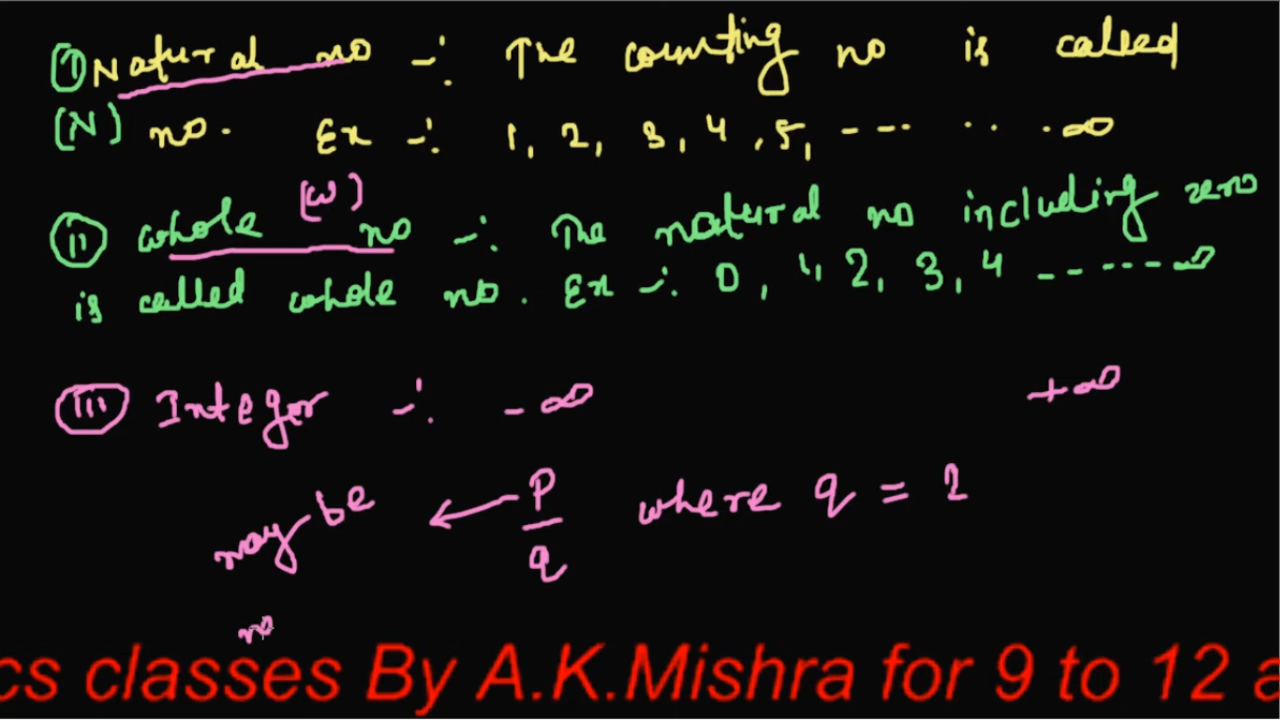 (i) Natural no -: The counting no is called
(N) no. Ex -: 1, 2, 3, 4, 5, ---- .. . ∞
(ii) whole (w) no -: The natural no including zero
is called whole no. Ex -: 0, 1, 2, 3, 4 ------∞
(iii) Integer -: - ∞ +∞
may be ← P/q where q = 1
no
cs classes By A.K.Mishra for 9 to 12 a